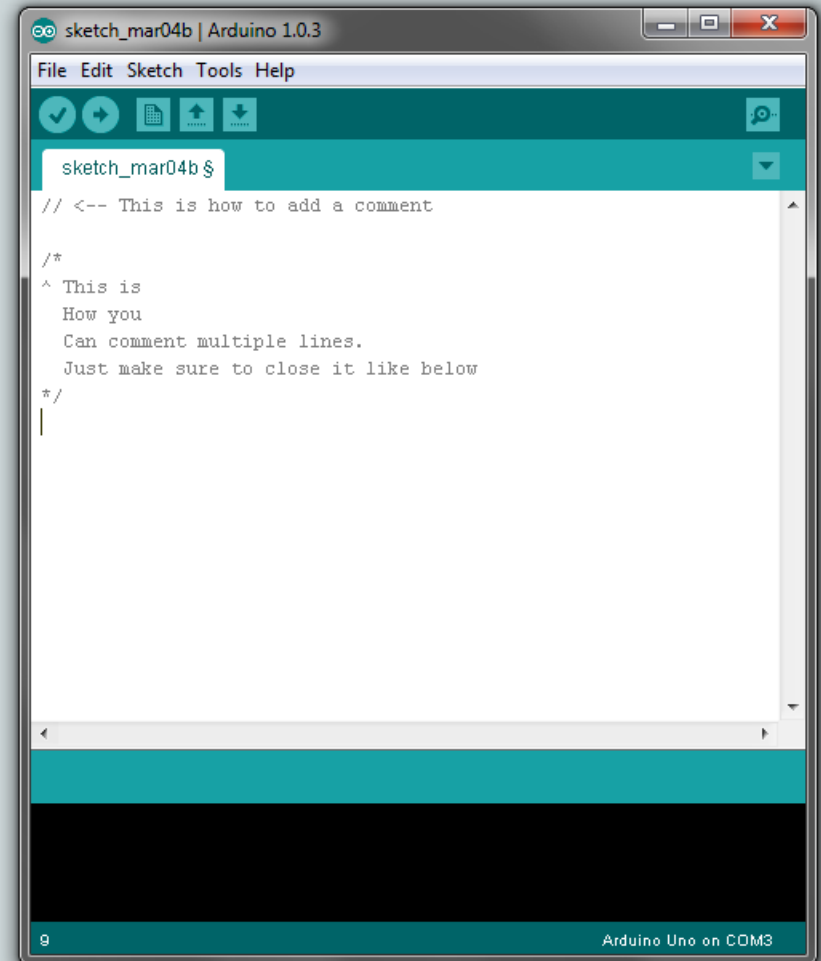 sketch_mar04b | Arduino 1.0.3
File Edit Sketch Tools Help
sketch_mar04b §
// <-- This is how to add a comment
/*
^ This is
How you
Can comment multiple lines.
Just make sure to close it like below
*/
9 Arduino Uno on COM3